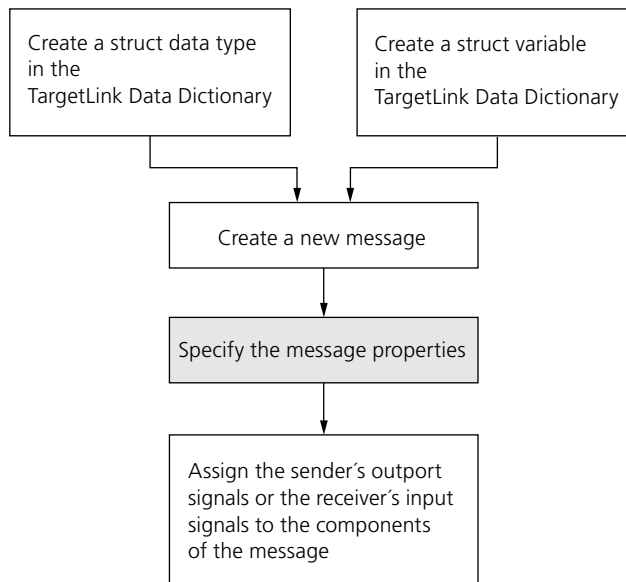 Create a struct data type
in the
TargetLink Data Dictionary
Create a struct variable
in the
TargetLink Data Dictionary
Create a new message
Specify the message properties
Assign the sender´s outport
signals or the receiver´s input
signals to the components
of the message